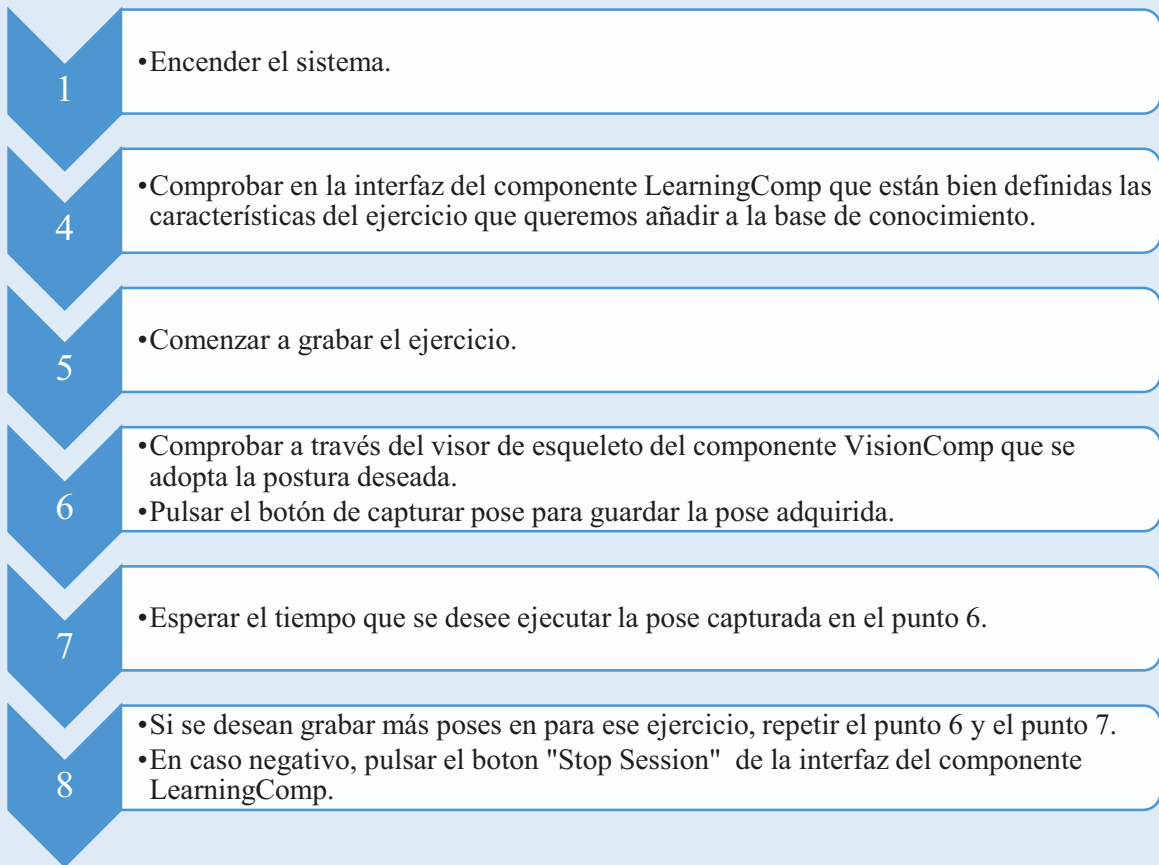 1
•Encender el sistema.
4
•Comprobar en la interfaz del componente LearningComp que están bien definidas las
características del ejercicio que queremos añadir a la base de conocimiento.
5
•Comenzar a grabar el ejercicio.
6
•Comprobar a través del visor de esqueleto del componente VisionComp que se
adopta la postura deseada.
•Pulsar el botón de capturar pose para guardar la pose adquirida.
7
•Esperar el tiempo que se desee ejecutar la pose capturada en el punto 6.
8
•Si se desean grabar más poses en para ese ejercicio, repetir el punto 6 y el punto 7.
•En caso negativo, pulsar el boton "Stop Session" de la interfaz del componente
LearningComp.